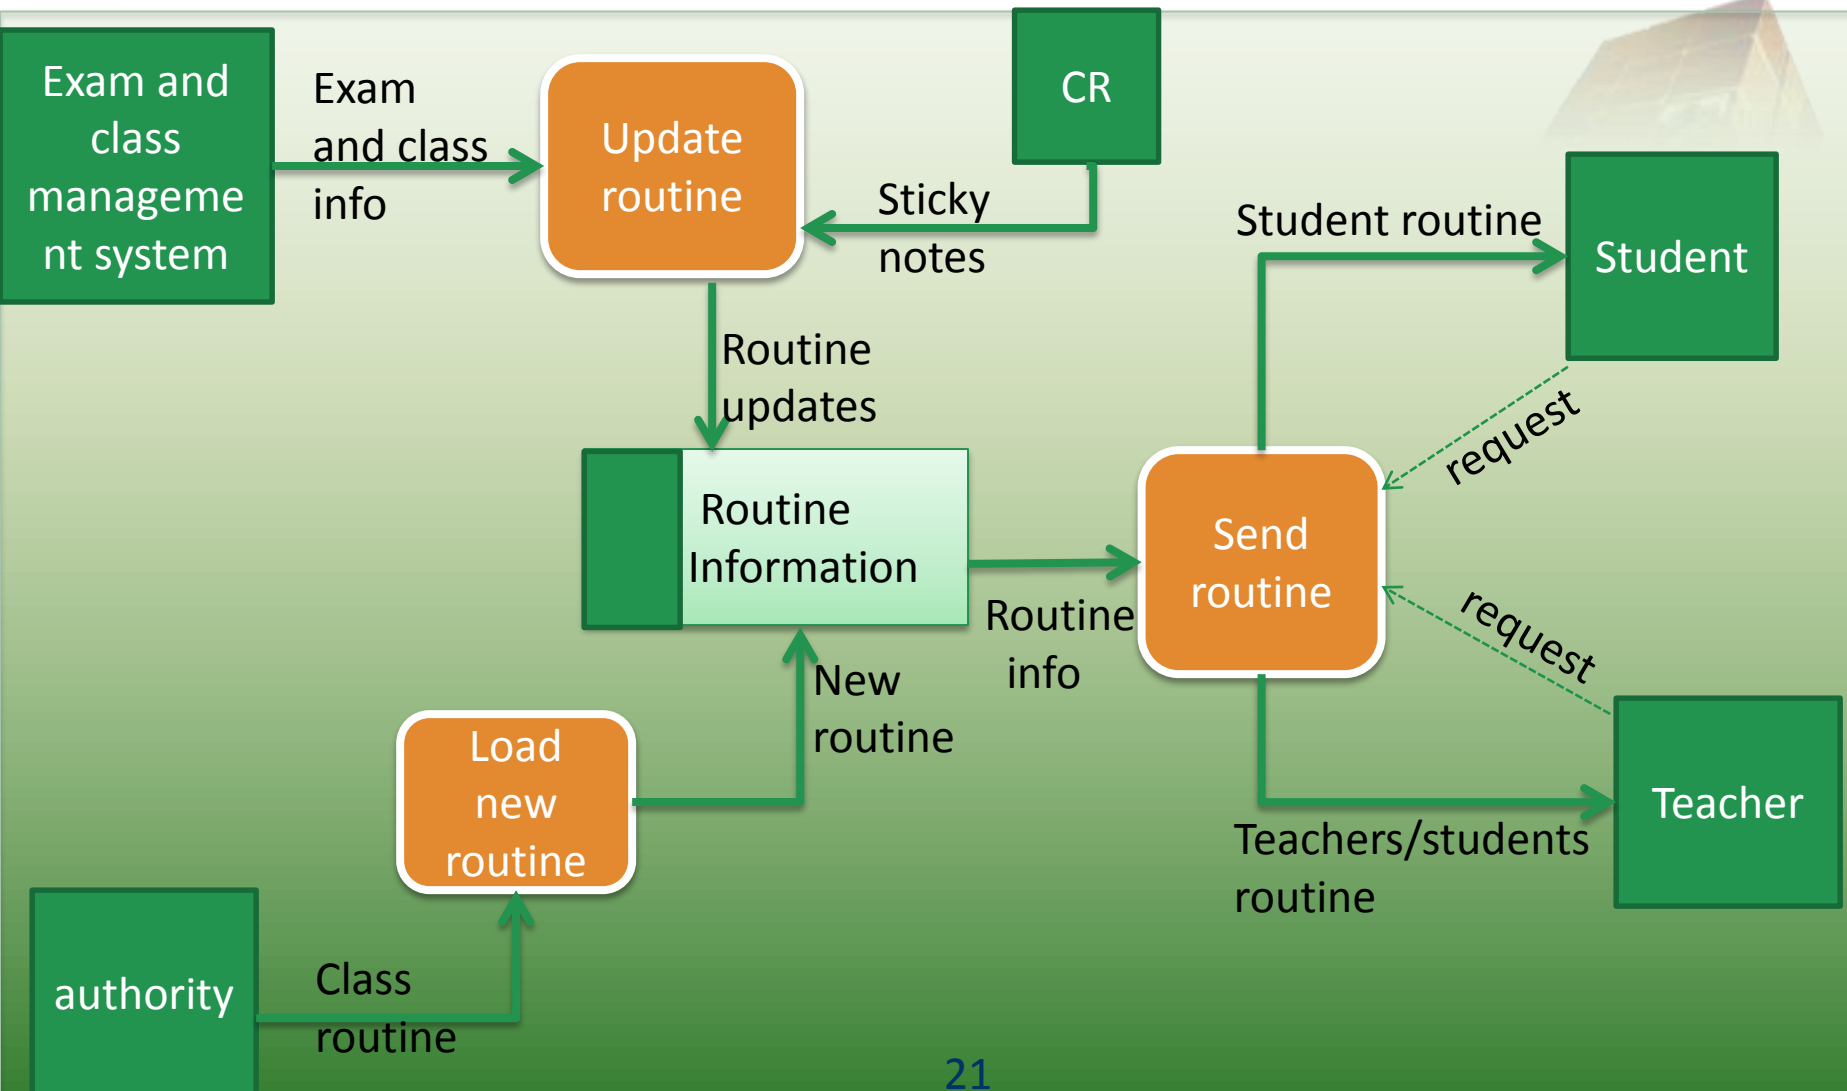 Exam and
class
manageme
nt system
Exam
and class
info
Update
routine
CR
Sticky
notes
Student routine
Student
Routine
updates
request
Routine
Information
Send
routine
Routine
info
request
New
routine
Load
new
routine
Teacher
Teachers/students
routine
authority
Class
routine
21